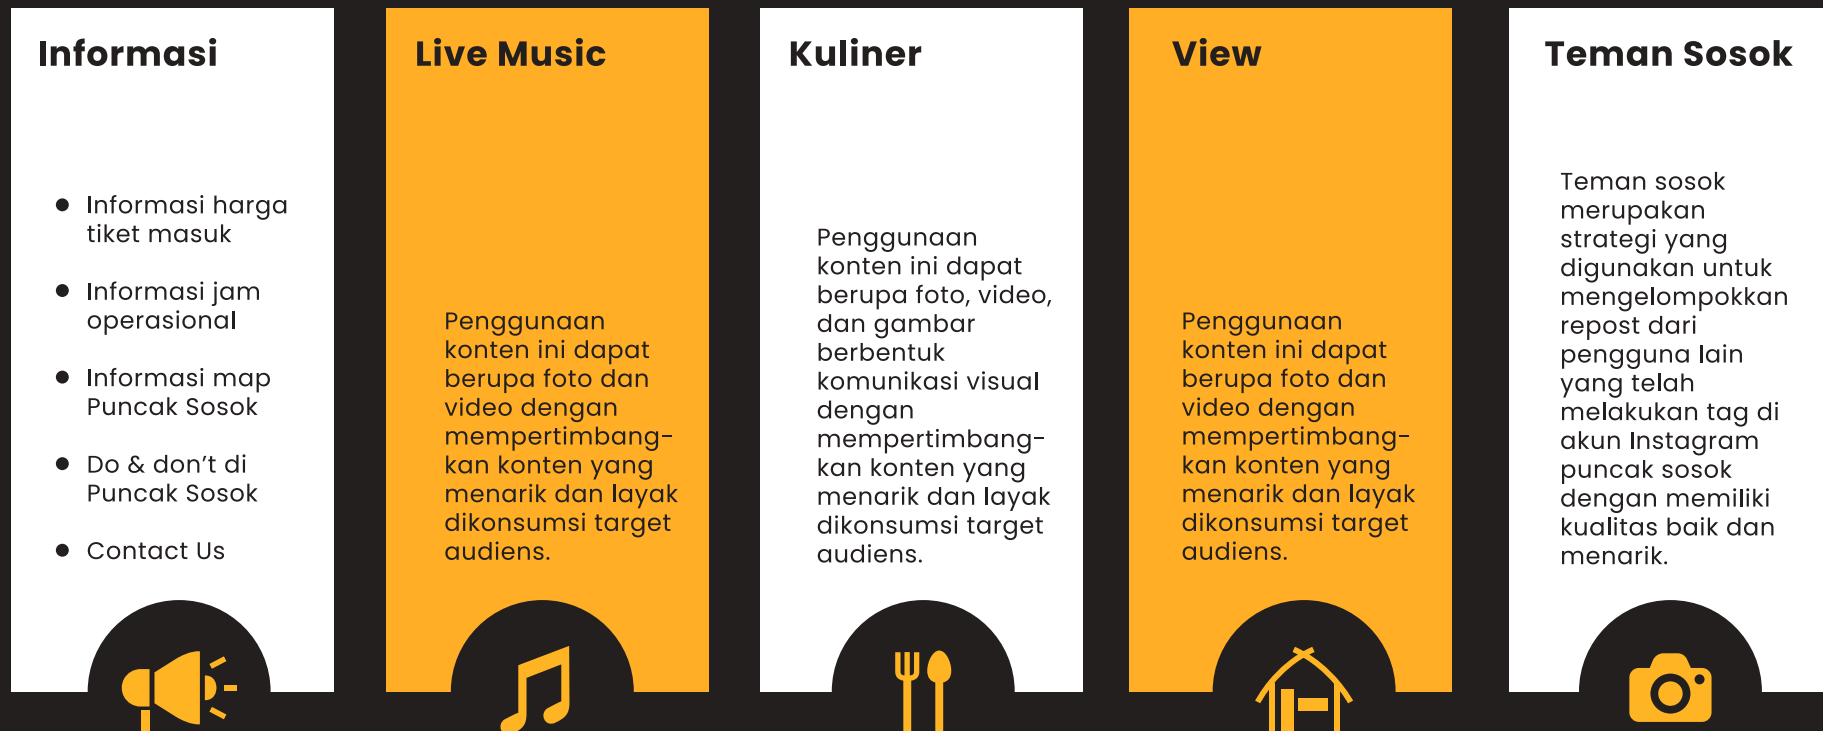 Informasi
Informasi harga
tiket masuk
Informasi jam
operasional
Informasi map
Puncak Sosok
Do & don't di
Puncak Sosok
Contact Us
Live Music
Penggunaan
konten ini dapat
berupa foto dan
video dengan
mempertimbang-
kan konten yang
menarik dan layak
dikonsumsi target
audiens.
Kuliner
Penggunaan
konten ini dapat
berupa foto, video,
dan gambar
berbentuk
komunikasi visual
dengan
mempertimbang-
kan konten yang
menarik dan layak
dikonsumsi target
audiens.
View
Penggunaan
konten ini dapat
berupa foto dan
video dengan
mempertimbang-
kan konten yang
menarik dan layak
dikonsumsi target
audiens.
Teman Sosok
Teman sosok
merupakan
strategi yang
digunakan untuk
mengelompokkan
repost dari
pengguna lain
yang telah
melakukan tag di
akun Instagram
puncak sosok
dengan memiliki
kualitas baik dan
menarik.